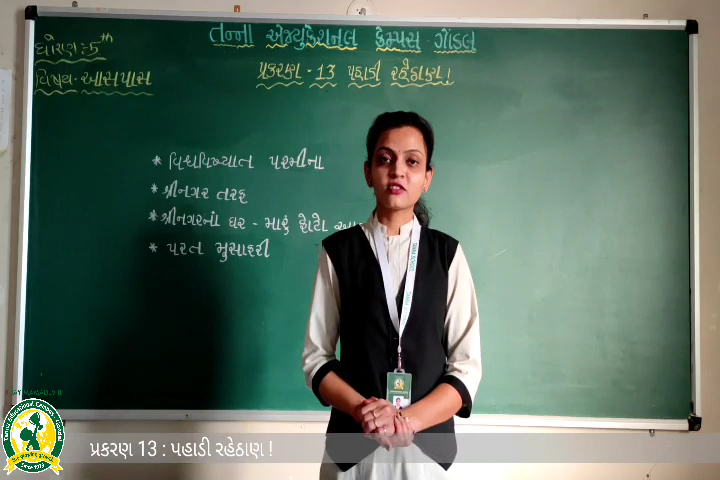 તન્ના એજ્યુકેશનલ કેમ્પસ ગોંડલ
ધોરણ :- ૬th
વિષય - આસપાસ
પ્રકરણ - 13 પહાડી રહેઠાણ !
* વિશ્વવિખ્યાત પશ્મીના
* શ્રીનગર તરફ
* શ્રીનગરનાં ઘર - મારું ફોટો
* પરત મુસાફરી
પ્રકરણ 13 : પહાડી રહેઠાણ !